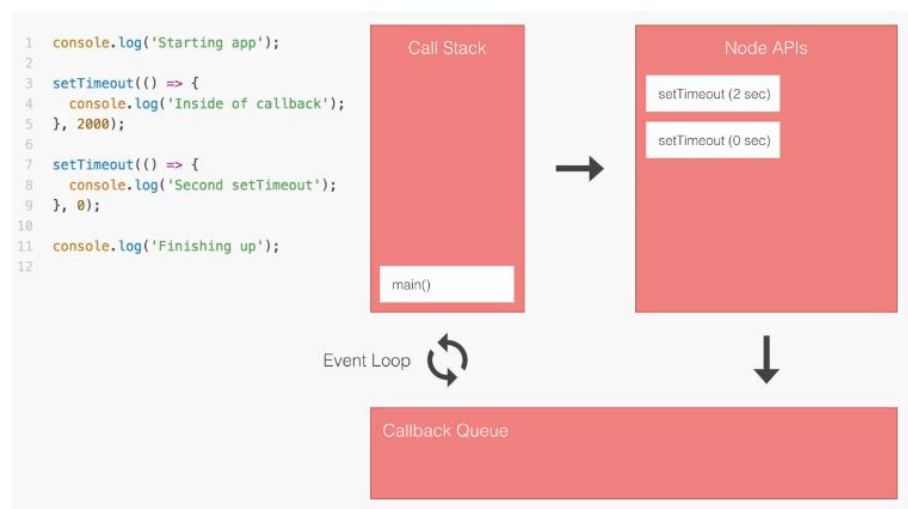 1 console.log('Starting app');
2
3 setTimeout(() => {
4   console.log('Inside of callback');
5 }, 2000);
6
7 setTimeout(() => {
8   console.log('Second setTimeout');
9 }, 0);
10
11 console.log('Finishing up');
12
Call Stack
main()
Node APIs
setTimeout (2 sec)
setTimeout (0 sec)
Event Loop
Callback Queue